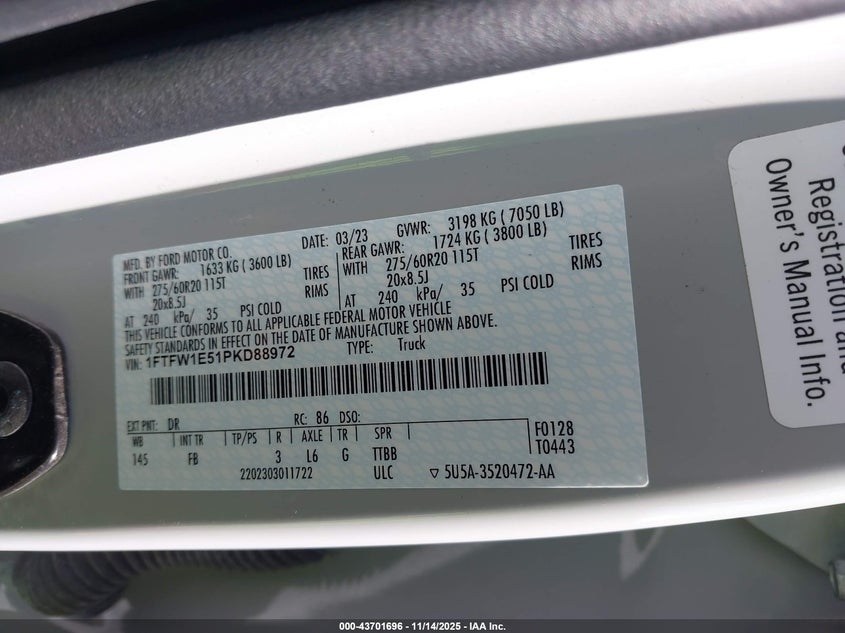 MFD. BY FORD MOTOR CO.
DATE: 03/23 GVWR: 3198 KG ( 7050 LB)
FRONT GAWR: 1633 KG ( 3600 LB)
WITH 275/60R20 115T TIRES
20x8.5J RIMS
AT 240 kPa/ 35 PSI COLD
REAR GAWR: 1724 KG ( 3800 LB)
WITH 275/60R20 115T TIRES
20x8.5J RIMS
AT 240 kPa/ 35 PSI COLD
THIS VEHICLE CONFORMS TO ALL APPLICABLE FEDERAL MOTOR VEHICLE
SAFETY STANDARDS IN EFFECT ON THE DATE OF MANUFACTURE SHOWN ABOVE.
VIN: 1FTFW1E51PKD88972 TYPE: Truck
EXT PNT: DR RC: 86 DSO:
WB INT TR TP/PS R AXLE TR SPR
145 FB 3 L6 G TTBB
F0128
T0443
2202303011722 ULC ▽ 5U5A-3520472-AA
Registration and
Owner's Manual Info.
000-43701696 - 11/14/2025 - IAA Inc.